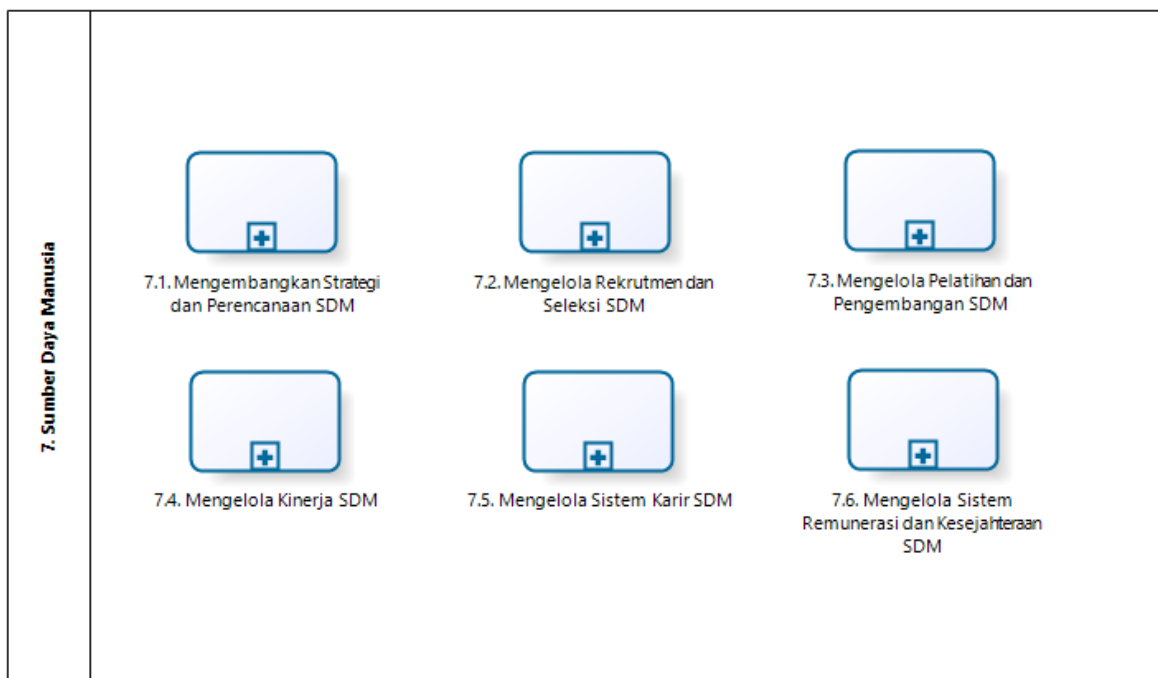 7. Sumber Daya Manusia
7.1. Mengembangkan Strategi
dan Perencanaan SDM
7.2. Mengelola Rekrutmen dan
Seleksi SDM
7.3. Mengelola Pelatihan dan
Pengembangan SDM
7.4. Mengelola Kinerja SDM
7.5. Mengelola Sistem Karir SDM
7.6. Mengelola Sistem
Remunerasi dan Kesejahteraan
SDM